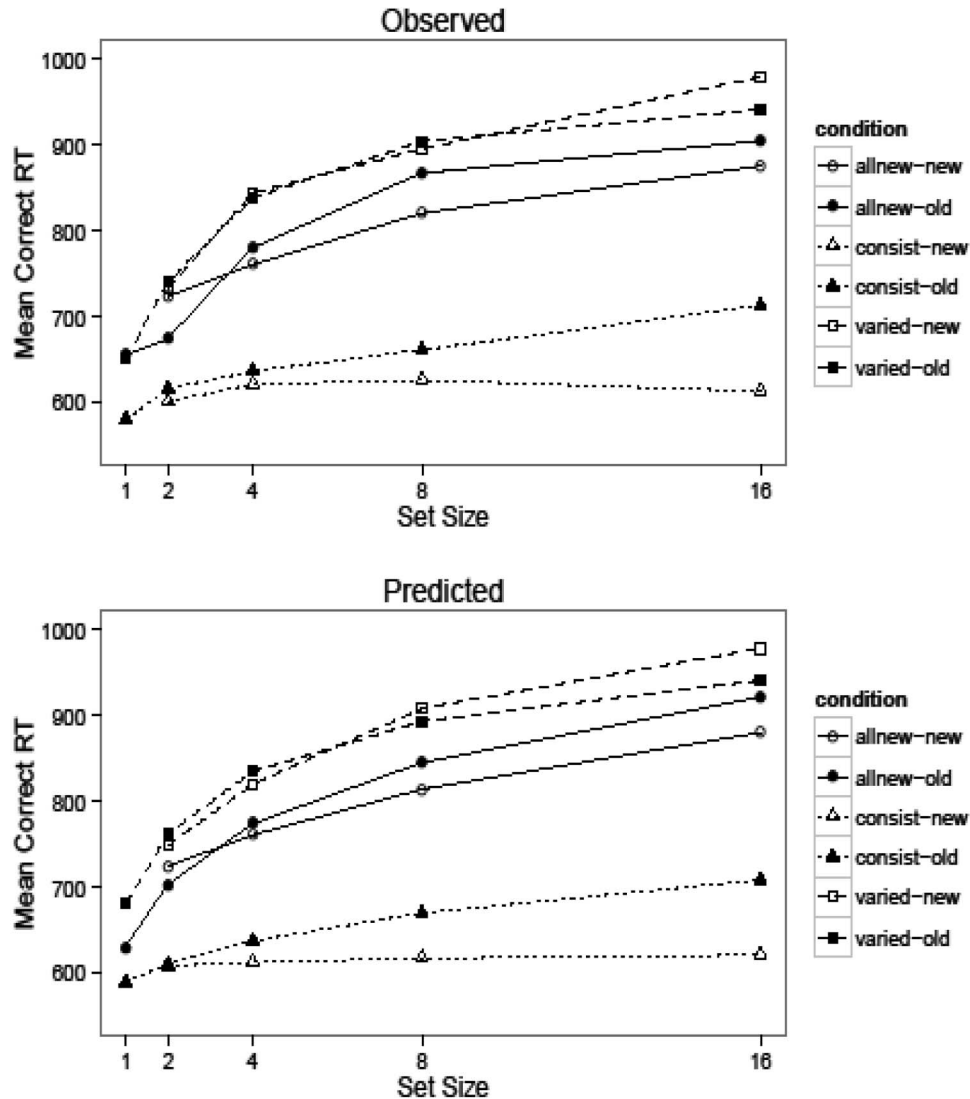 Observed
1000
900
800
700
600
Mean Correct RT
1
2
4
8
16
Set Size
condition
allnew-new
allnew-old
consist-new
consist-old
varied-new
varied-old
Predicted
1000
900
800
700
600
Mean Correct RT
1
2
4
8
16
Set Size
condition
allnew-new
allnew-old
consist-new
consist-old
varied-new
varied-old